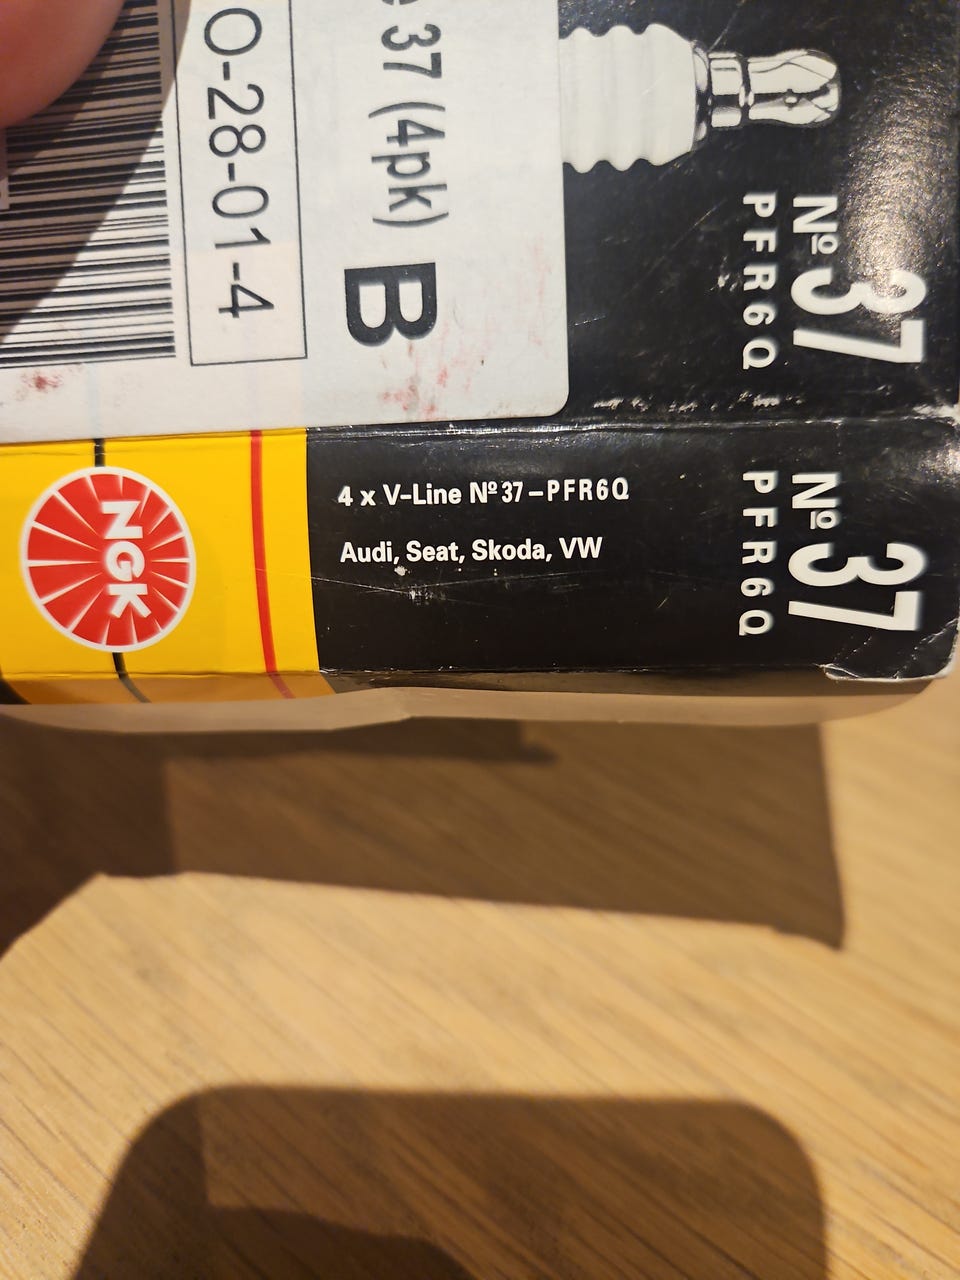 O-28-01-4
37 (4pk)
B
Nº 37
PFR6Q
NGK
4 x V-Line Nº 37 – PFR6Q
Audi, Seat, Skoda, VW
Nº 37
PFR6Q